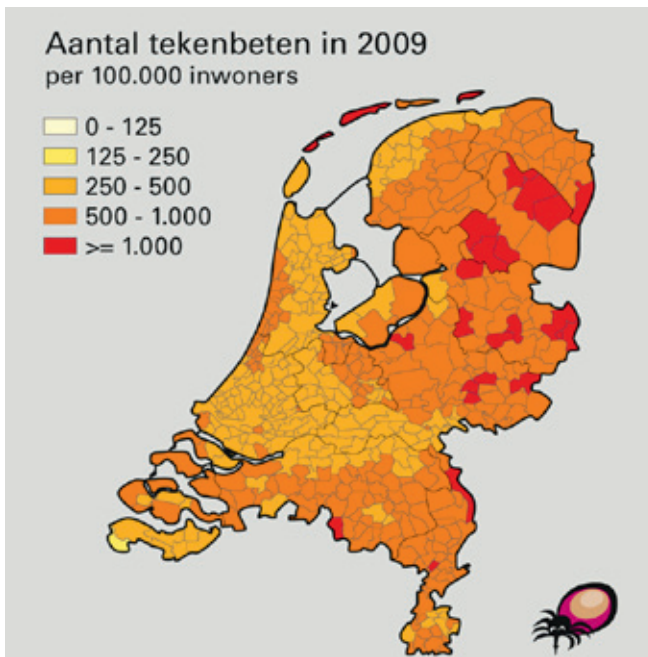 Aantal tekenbeten in 2009
per 100.000 inwoners
0 - 125
125 - 250
250 - 500
500 - 1.000
>= 1.000